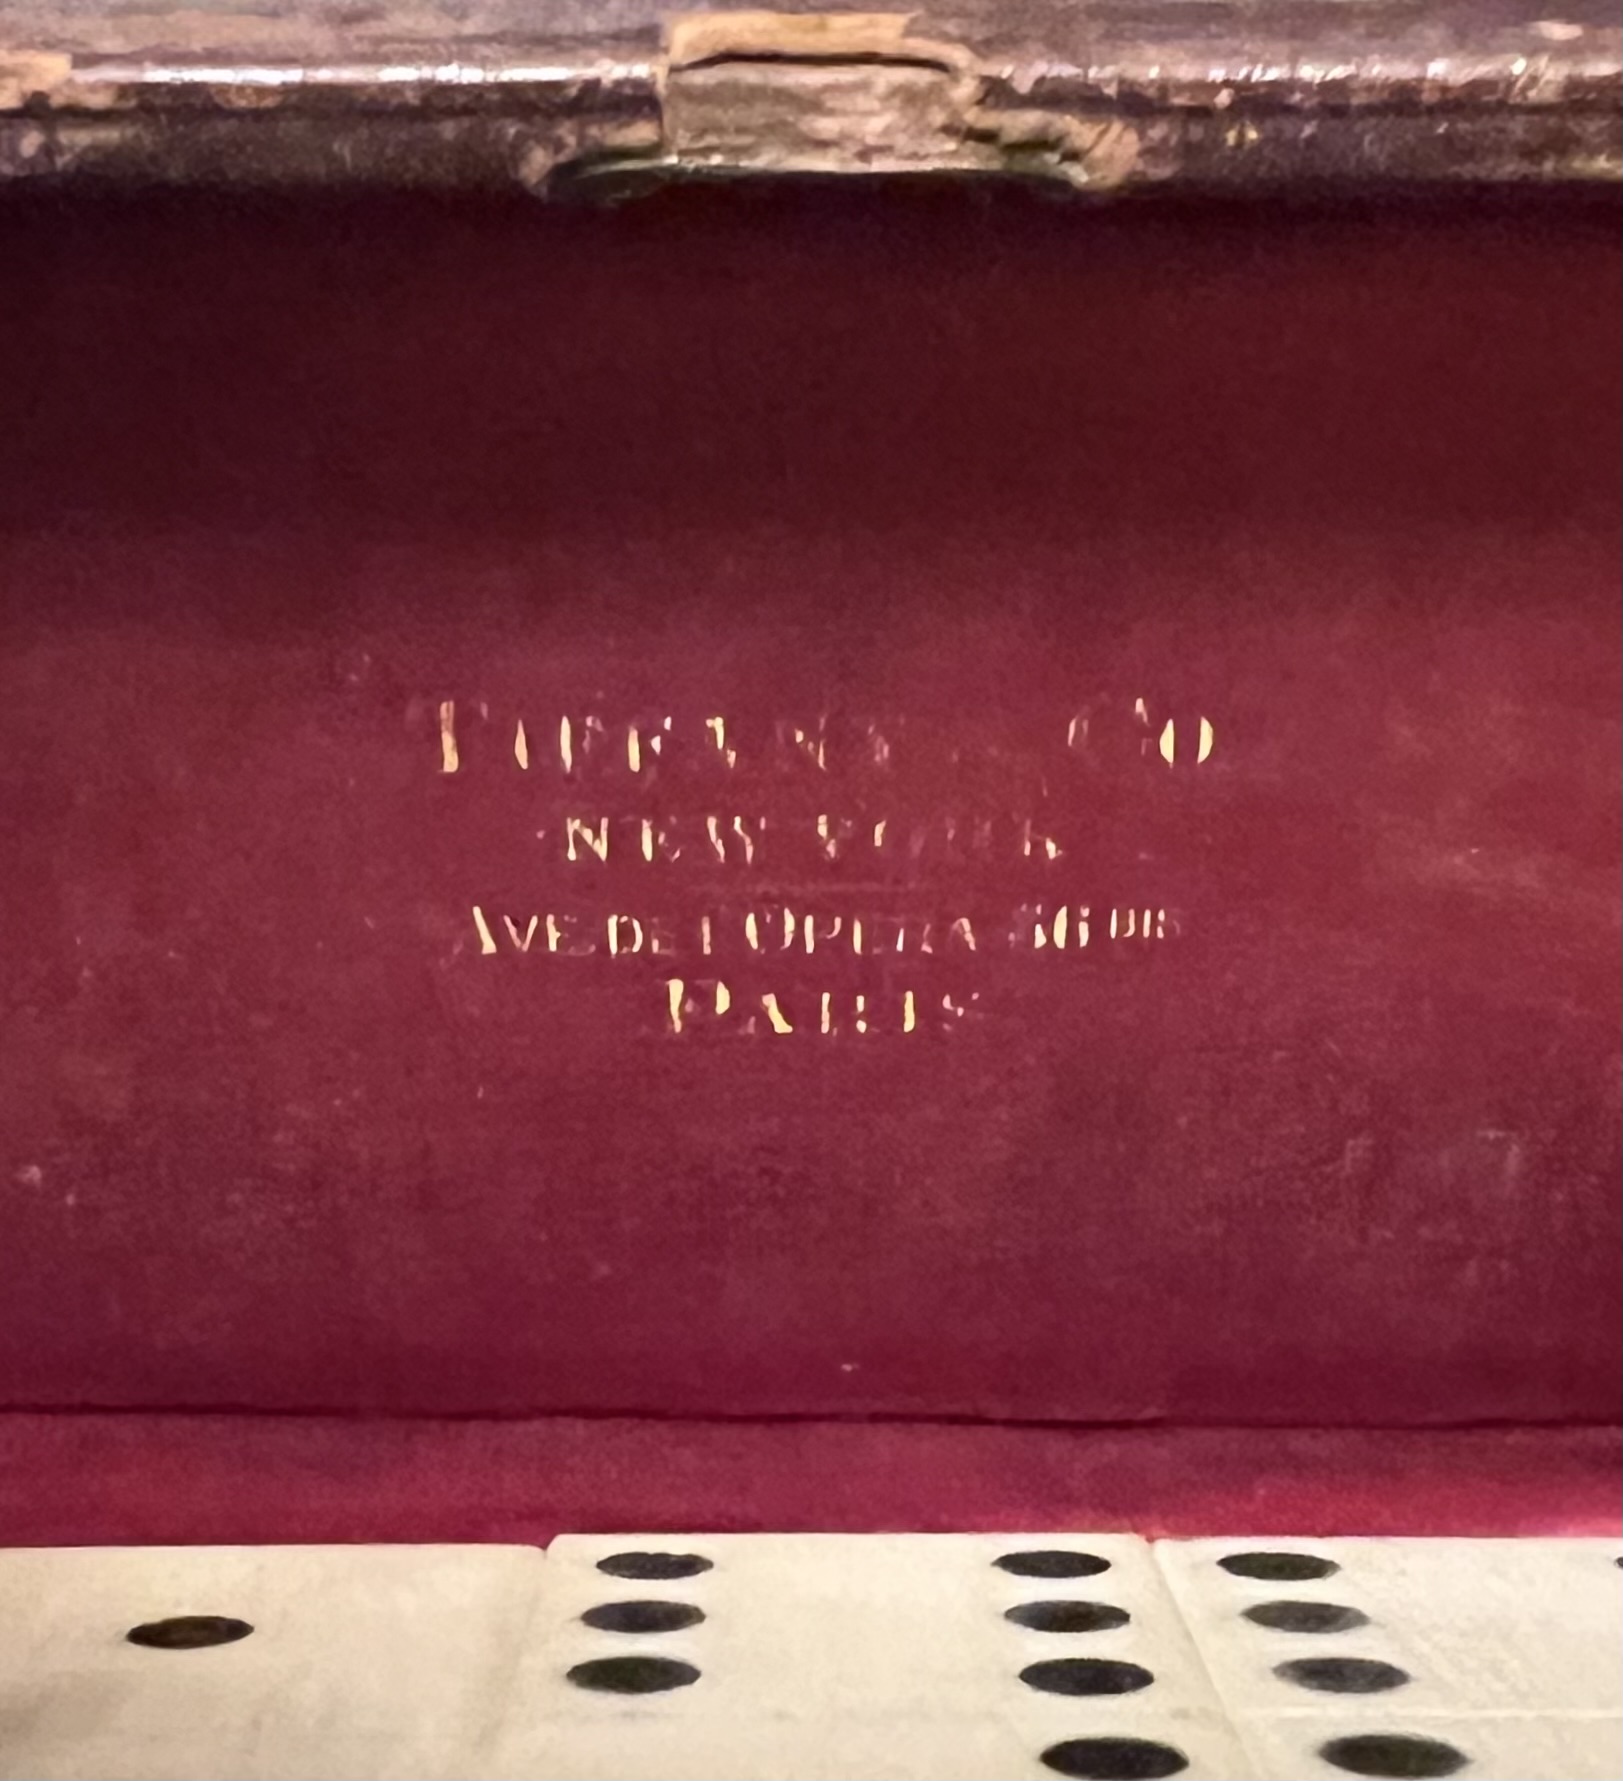 TIFFANY & CO
NEW YORK
AVE DE L'OPERA 36 BIS
PARIS